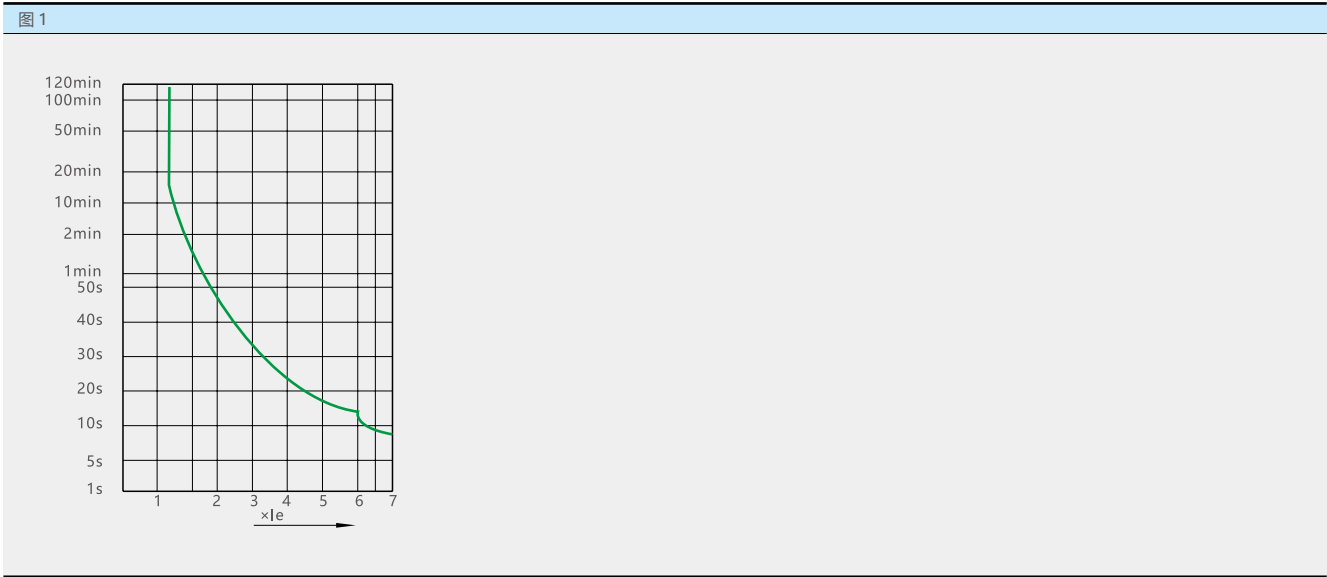 图 1
120min
100min
50min
20min
10min
2min
1min
50s
40s
30s
20s
10s
5s
1s
1 2 3 4 5 6 7
×Ie